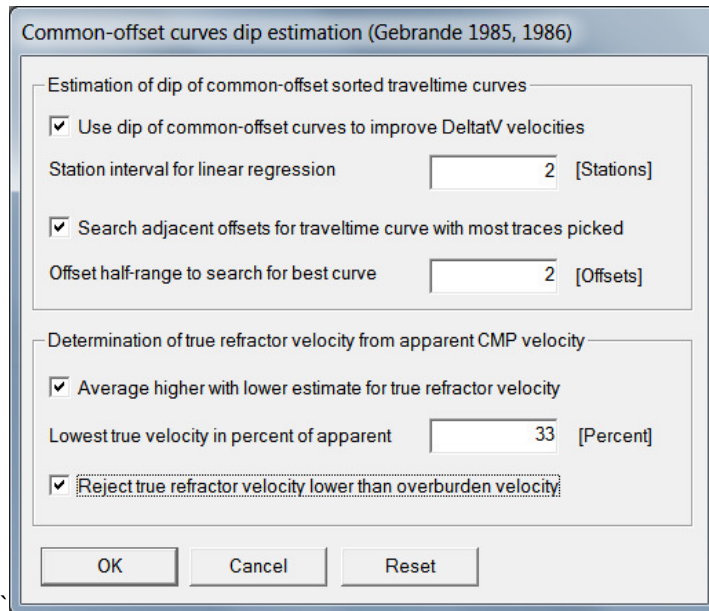 Common-offset curves dip estimation (Gebrande 1985, 1986)
Estimation of dip of common-offset sorted traveltime curves
Use dip of common-offset curves to improve DeltatV velocities
Station interval for linear regression 2 [Stations]
Search adjacent offsets for traveltime curve with most traces picked
Offset half-range to search for best curve 2 [Offsets]
Determination of true refractor velocity from apparent CMP velocity
Average higher with lower estimate for true refractor velocity
Lowest true velocity in percent of apparent 33 [Percent]
Reject true refractor velocity lower than overburden velocity
OK Cancel Reset
`